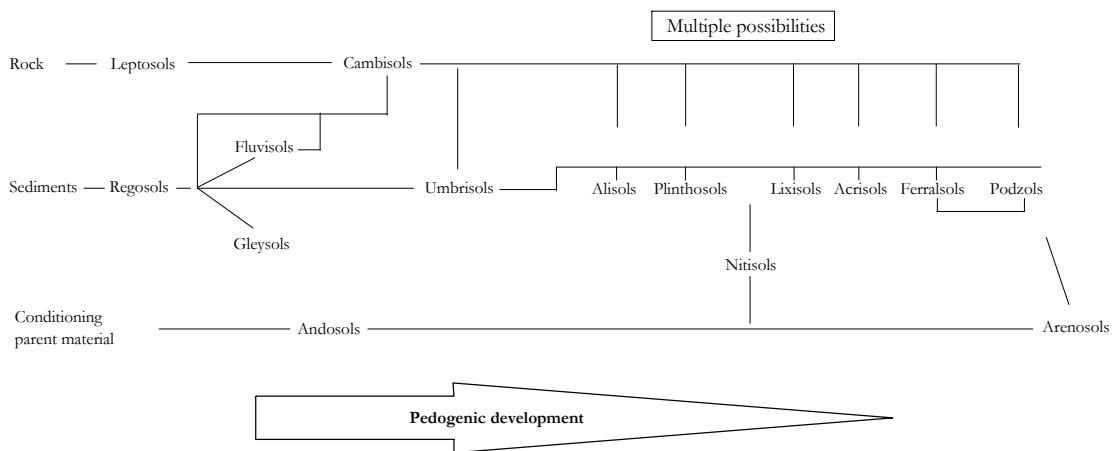 Multiple possibilities
Rock Leptosols Cambisols
Fluvisols
Sediments Regosols Umbrisols Alisols Plinthosols Lixisols Acrisols Ferralsols Podzols
Gleysols
Nitisols
Conditioning
parent material
Andosols Arenosols
Pedogenic development